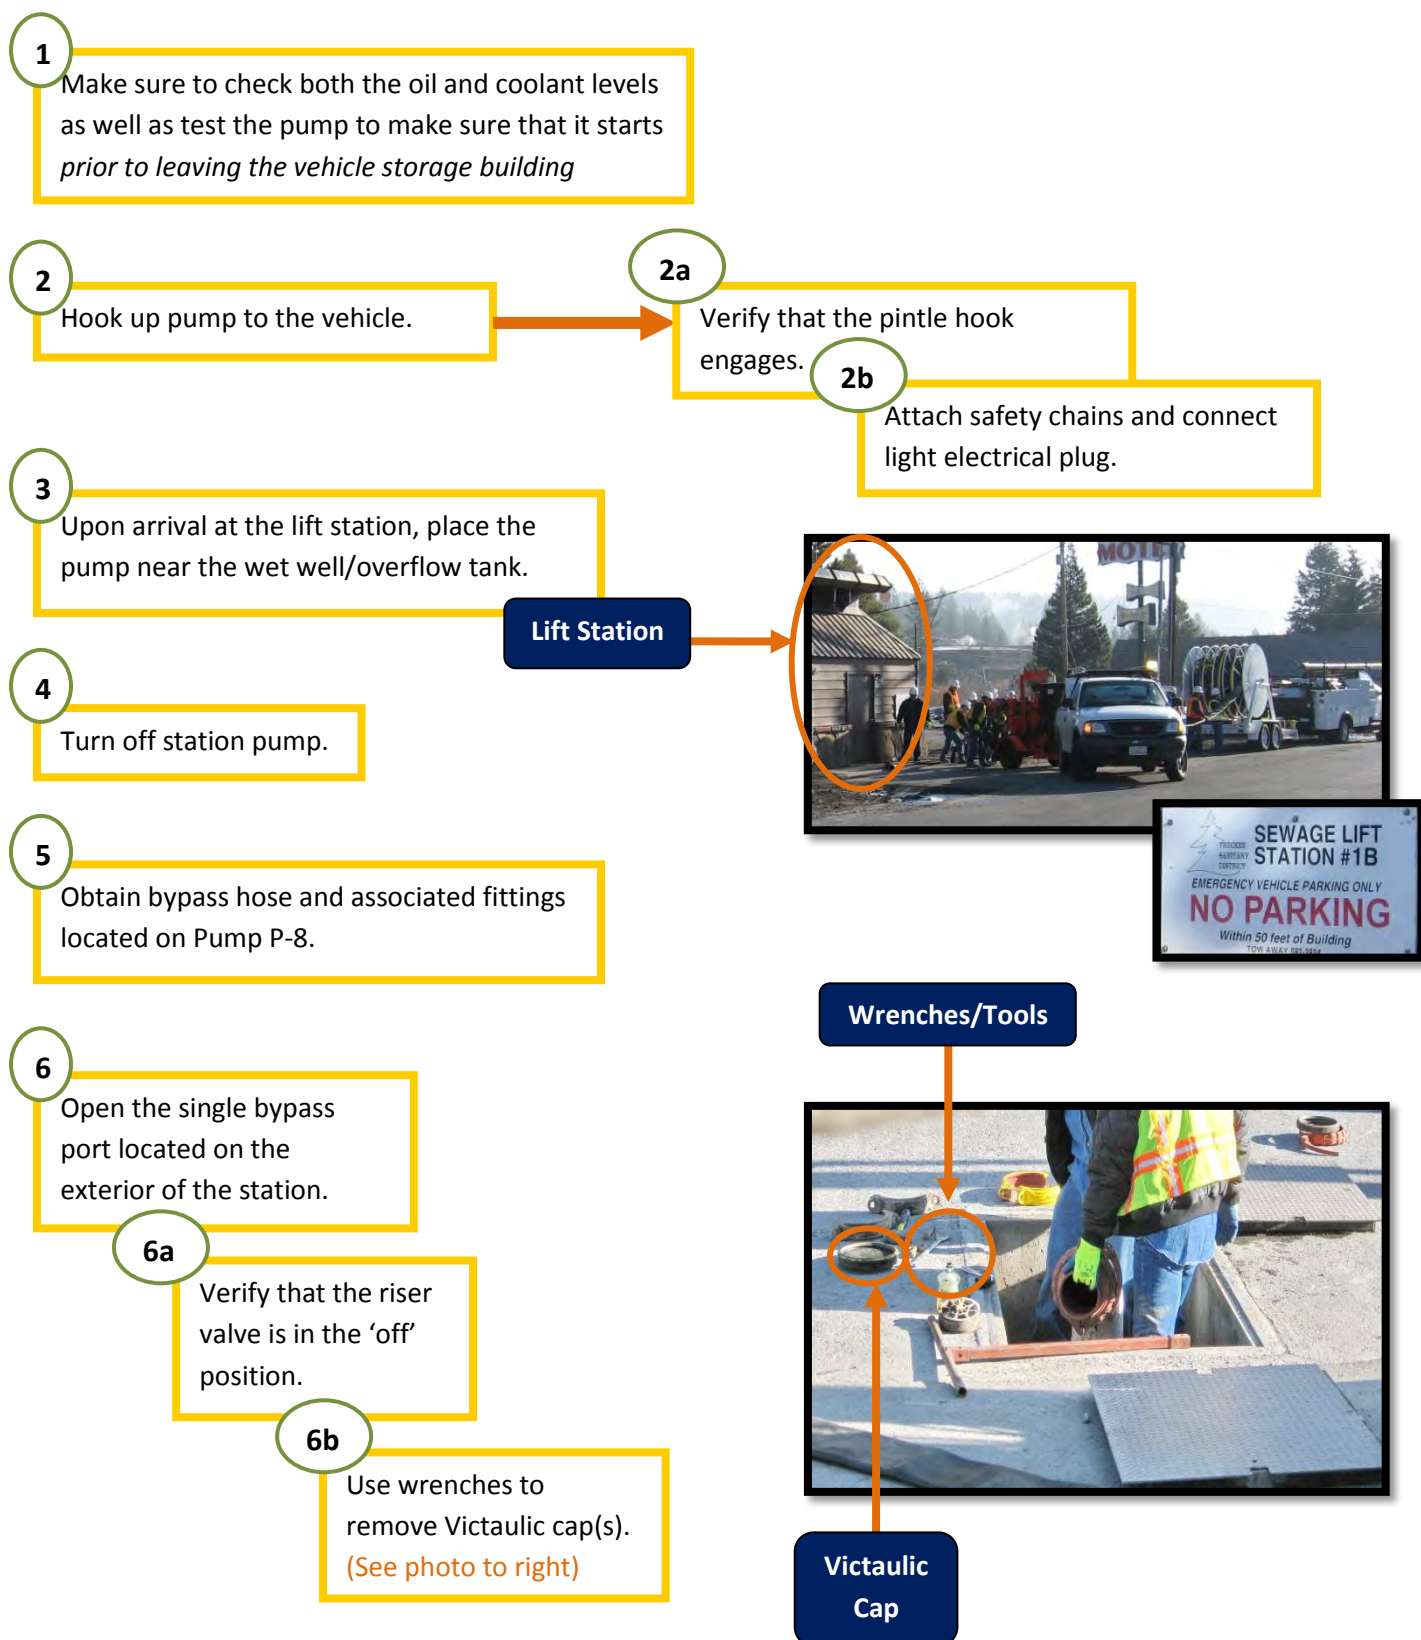 1
Make sure to check both the oil and coolant levels
as well as test the pump to make sure that it starts
prior to leaving the vehicle storage building
2
Hook up pump to the vehicle.
2a
Verify that the pintle hook
engages.
2b
Attach safety chains and connect
light electrical plug.
3
Upon arrival at the lift station, place the
pump near the wet well/overflow tank.
Lift Station
MOTE
4
Turn off station pump.
SEWAGE LIFT
STATION #1B
TRUCKEE
SANITARY
DISTRICT
EMERGENCY VEHICLE PARKING ONLY
NO PARKING
Within 50 feet of Building
TOW AWAY
5
Obtain bypass hose and associated fittings
located on Pump P-8.
Wrenches/Tools
6
Open the single bypass
port located on the
exterior of the station.
6a
Verify that the riser
valve is in the ‘off’
position.
6b
Use wrenches to
remove Victaulic cap(s).
(See photo to right)
Victaulic
Cap